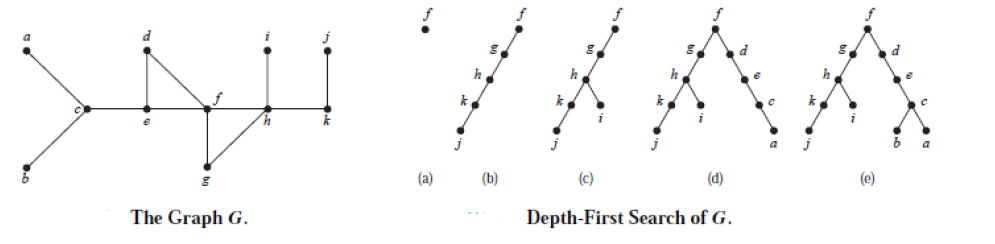 a
d
i
j
c
e
f
h
k
b
g
The Graph G.
f
f
g
h
k
j
f
g
h
k
i
j
f
g
d
h
e
k
i
c
j
a
f
g
d
h
e
k
i
c
j
b
a
(a)
(b)
(c)
(d)
(e)
Depth-First Search of G.